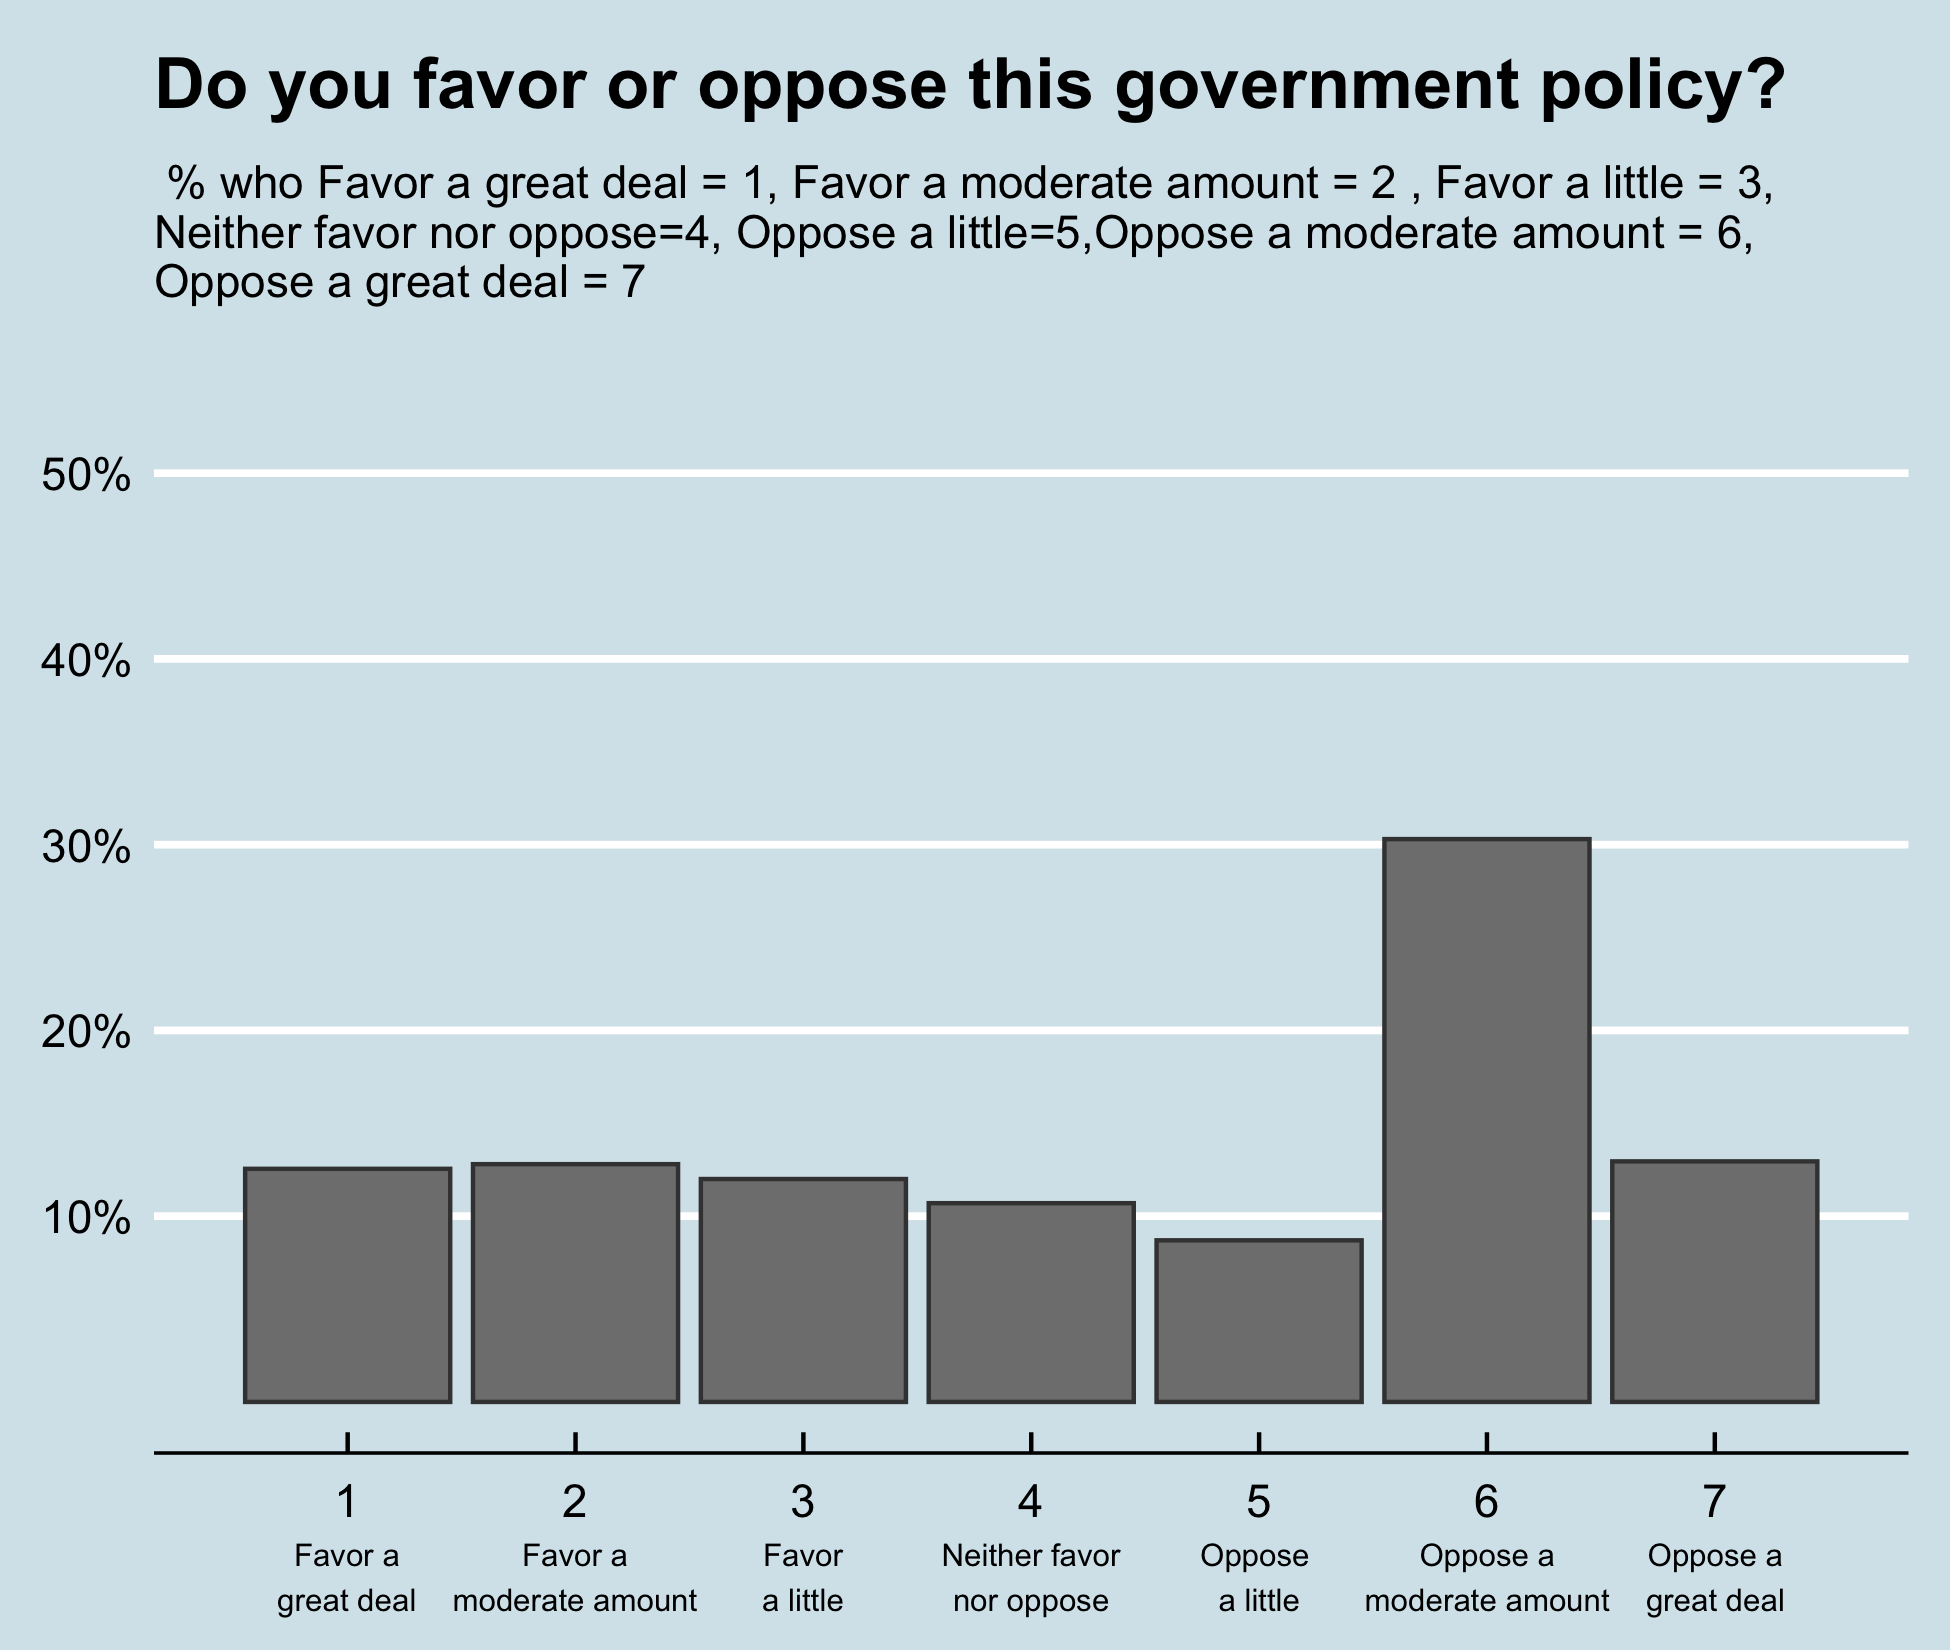 Do you favor or oppose this government policy?
% who Favor a great deal = 1, Favor a moderate amount = 2 , Favor a little = 3,
Neither favor nor oppose=4, Oppose a little=5,Oppose a moderate amount = 6,
Oppose a great deal = 7
50%
40%
30%
20%
10%
1 2 3 4 5 6 7
Favor a Favor a Favor Neither favor Oppose Oppose a Oppose a
great deal moderate amount a little nor oppose a little moderate amount great deal